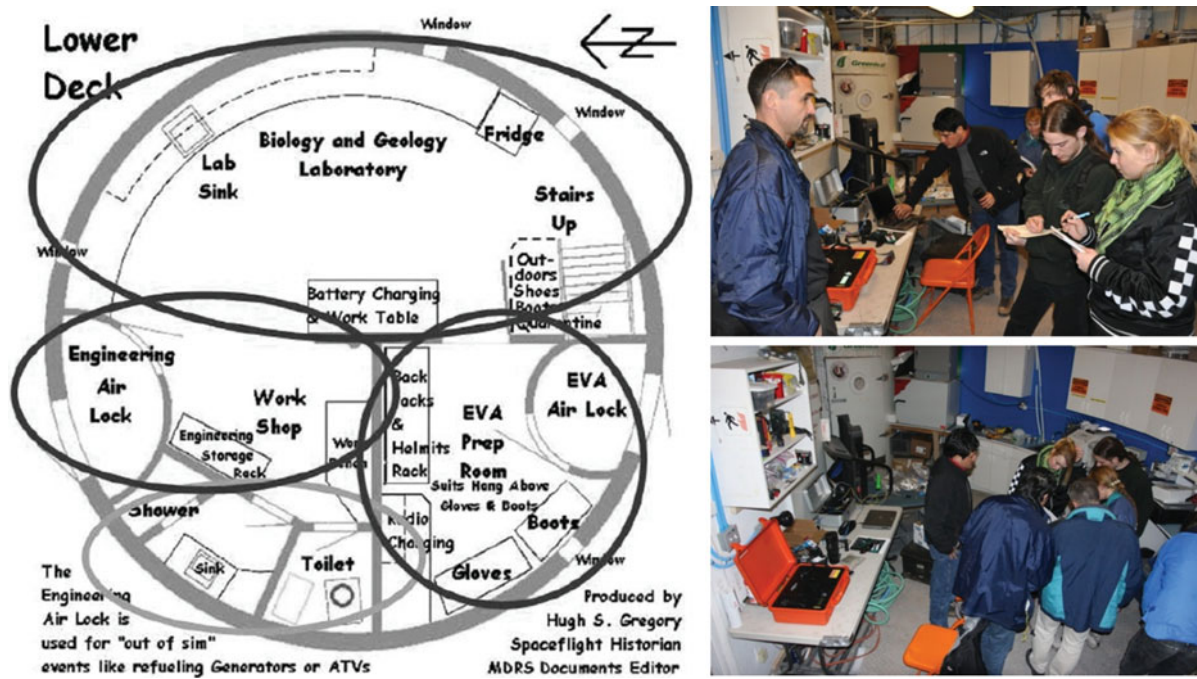 Lower
Deck
Window
N
Window
Fridge
Biology and Geology
Laboratory
Lab
Sink
Stairs
Up
Window
Out-
doors
Shoes
Boots
Quarantine
Battery Charging
& Work Table
Engineering
Air
Lock
Work
Shop
Engineering
Storage
Rack
Work
Back
Packs
&
Helmits
Rack
EVA
Prep
Room
Suits Hang Above
Gloves & Boots
EVA
Air Lock
Shower
Sink
Toilet
Radio
Charging
Boots
Gloves
Window
The
Engineering
Air Lock is
used for "out of sim"
events like refueling Generators or ATVs
Produced by
Hugh S. Gregory
Spaceflight Historian
MDRS Documents Editor